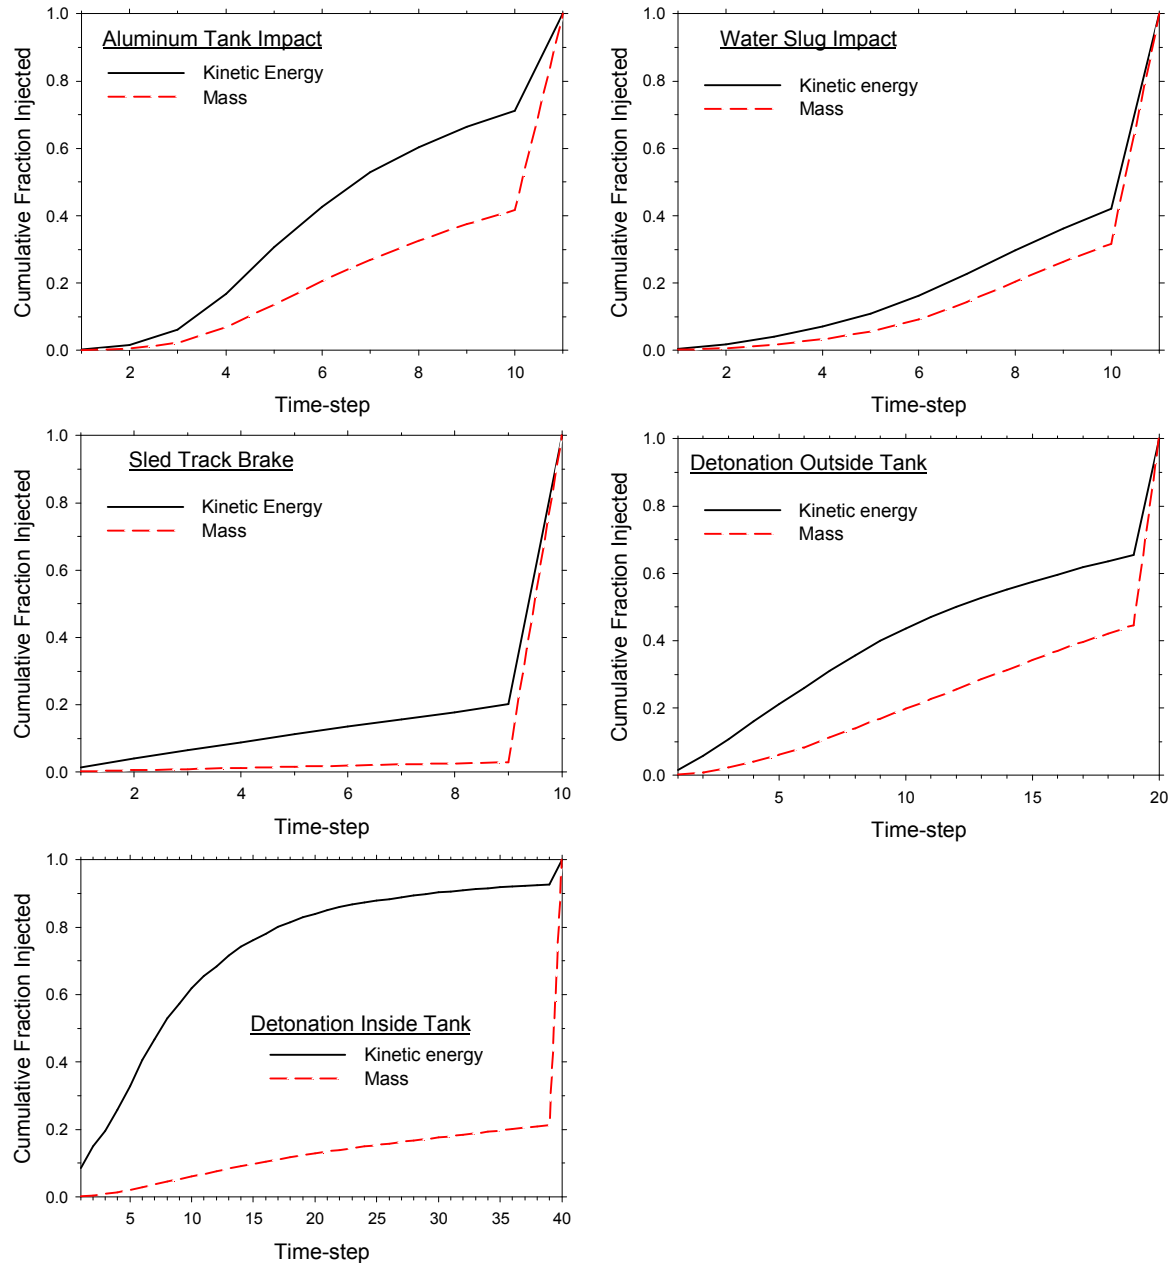 Aluminum Tank Impact
Kinetic Energy
Mass
Cumulative Fraction Injected
1.0
0.8
0.6
0.4
0.2
0.0
2 4 6 8 10
Time-step
Water Slug Impact
Kinetic energy
Mass
Cumulative Fraction Injected
1.0
0.8
0.6
0.4
0.2
0.0
2 4 6 8 10
Time-step
Sled Track Brake
Kinetic Energy
Mass
Cumulative Fraction Injected
1.0
0.8
0.6
0.4
0.2
0.0
2 4 6 8 10
Time-step
Detonation Outside Tank
Kinetic energy
Mass
Cumulative Fraction Injected
1.0
0.8
0.6
0.4
0.2
0.0
5 10 15 20
Time-step
Detonation Inside Tank
Kinetic energy
Mass
Cumulative Fraction Injected
1.0
0.8
0.6
0.4
0.2
0.0
5 10 15 20 25 30 35 40
Time-step